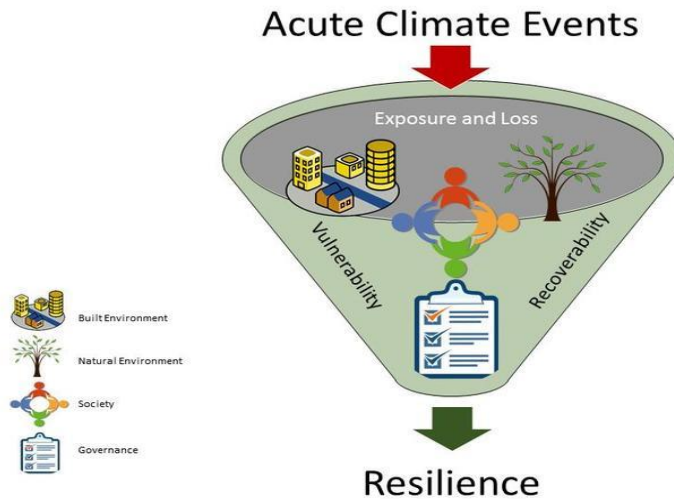 Acute Climate Events
Exposure and Loss
Vulnerability
Recoverability
Built Environment
Natural Environment
Society
Governance
Resilience